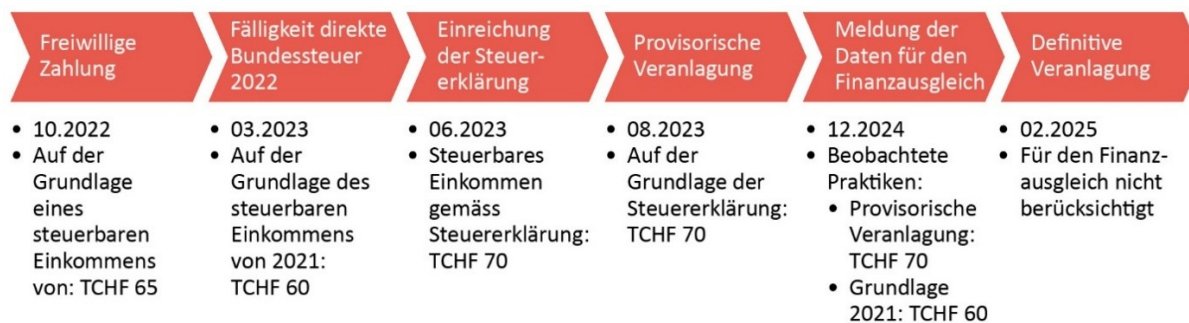 Freiwillige
Zahlung
Fälligkeit direkte
Bundessteuer
2022
Einreichung
der Steuer-
erklärung
Provisorische
Veranlagung
Meldung der
Daten für den
Finanzausgleich
Definitive
Veranlagung
• 10.2022
• Auf der
Grundlage
eines
steuerbaren
Einkommens
von: TCHF 65
• 03.2023
• Auf der
Grundlage des
steuerbaren
Einkommens
von 2021:
TCHF 60
• 06.2023
• Steuerbares
Einkommen
gemäss
Steuererklärung:
TCHF 70
• 08.2023
• Auf der
Grundlage der
Steuererklärung:
TCHF 70
• 12.2024
• Beobachtete
Praktiken:
• Provisorische
Veranlagung:
TCHF 70
• Grundlage
2021: TCHF 60
• 02.2025
• Für den Finanz-
ausgleich nicht
berücksichtigt